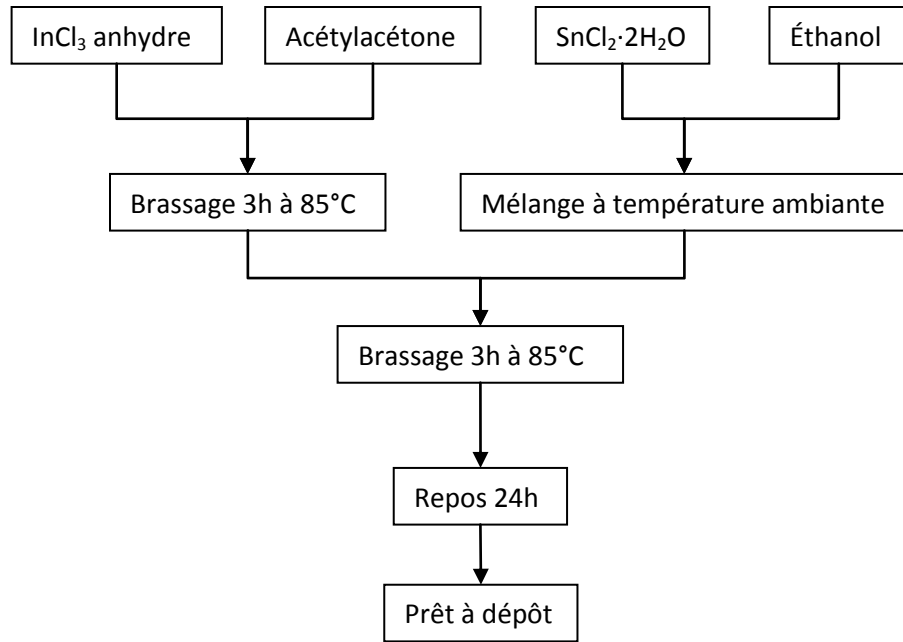 InCl₃ anhydre
Acétylacétone
SnCl₂·2H₂O
Éthanol
Brassage 3h à 85°C
Mélange à température ambiante
Brassage 3h à 85°C
Repos 24h
Prêt à dépôt